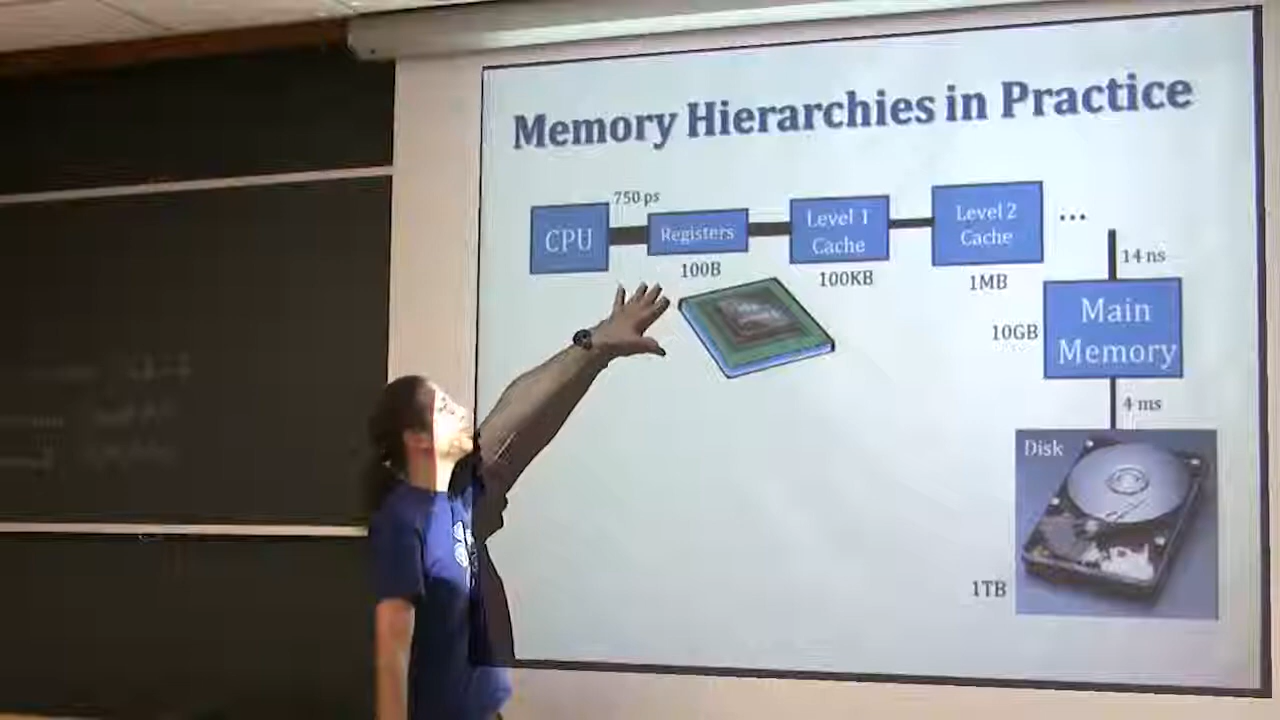 Memory Hierarchies in Practice
750 ps
CPU
Registers
Level 1
Cache
Level 2
Cache
...
100B
100KB
1MB
14 ns
10GB
Main
Memory
4 ms
Disk
1TB